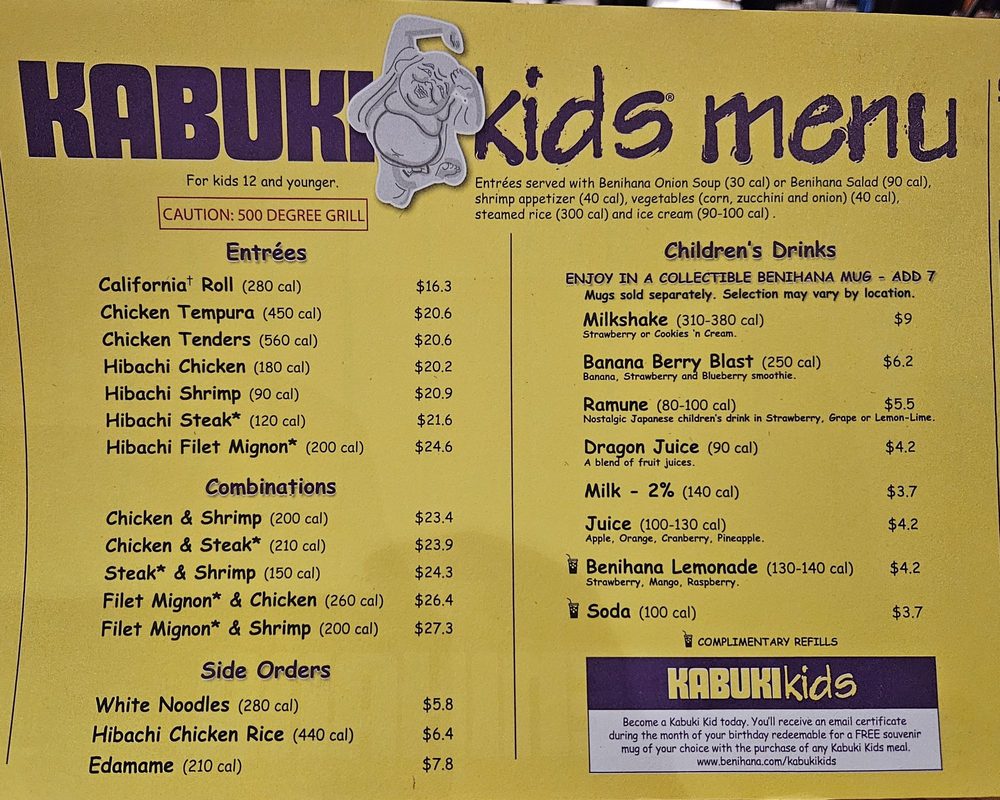 KABUKI kids® menu
For kids 12 and younger.
CAUTION: 500 DEGREE GRILL
Entrées served with Benihana Onion Soup (30 cal) or Benihana Salad (90 cal),
shrimp appetizer (40 cal), vegetables (corn, zucchini and onion) (40 cal),
steamed rice (300 cal) and ice cream (90-100 cal) .
Entrées
California† Roll (280 cal) $16.3
Chicken Tempura (450 cal) $20.6
Chicken Tenders (560 cal) $20.6
Hibachi Chicken (180 cal) $20.2
Hibachi Shrimp (90 cal) $20.9
Hibachi Steak* (120 cal) $21.6
Hibachi Filet Mignon* (200 cal) $24.6
Combinations
Chicken & Shrimp (200 cal) $23.4
Chicken & Steak* (210 cal) $23.9
Steak* & Shrimp (150 cal) $24.3
Filet Mignon* & Chicken (260 cal) $26.4
Filet Mignon* & Shrimp (200 cal) $27.3
Side Orders
White Noodles (280 cal) $5.8
Hibachi Chicken Rice (440 cal) $6.4
Edamame (210 cal) $7.8
Children's Drinks
ENJOY IN A COLLECTIBLE BENIHANA MUG - ADD 7
Mugs sold separately. Selection may vary by location.
Milkshake (310-380 cal) $9
Strawberry or Cookies 'n Cream.
Banana Berry Blast (250 cal) $6.2
Banana, Strawberry and Blueberry smoothie.
Ramune (80-100 cal) $5.5
Nostalgic Japanese children's drink in Strawberry, Grape or Lemon-Lime.
Dragon Juice (90 cal) $4.2
A blend of fruit juices.
Milk - 2% (140 cal) $3.7
Juice (100-130 cal) $4.2
Apple, Orange, Cranberry, Pineapple.
Benihana Lemonade (130-140 cal) $4.2
Strawberry, Mango, Raspberry.
Soda (100 cal) $3.7
COMPLIMENTARY REFILLS
KABUKI kids
Become a Kabuki Kid today. You'll receive an email certificate
during the month of your birthday redeemable for a FREE souvenir
mug of your choice with the purchase of any Kabuki Kids meal.
www.benihana.com/kabukikids